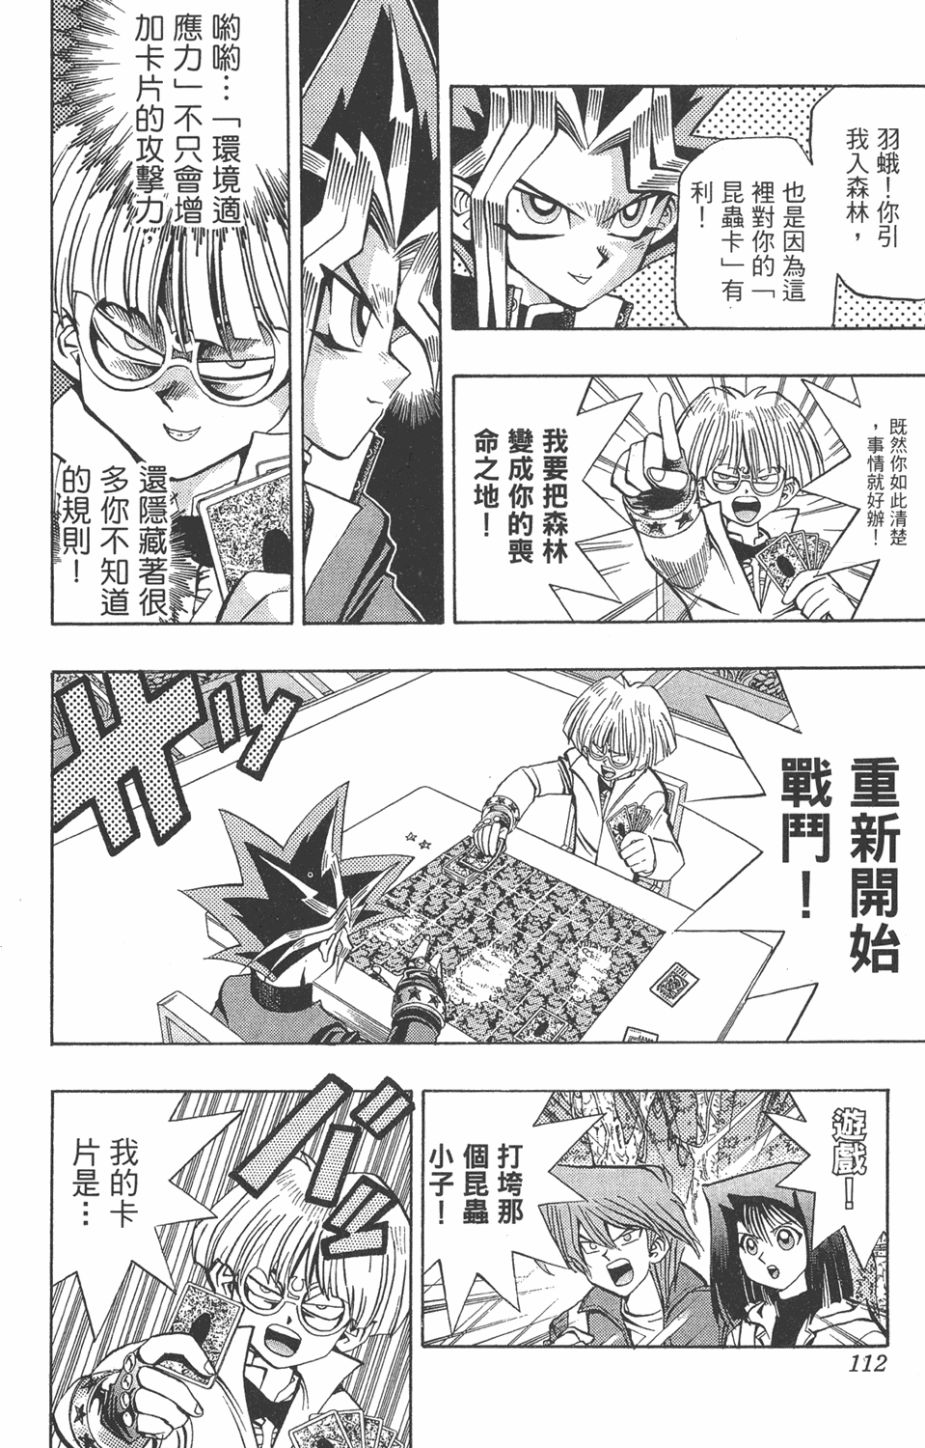 羽蛾！你引
我入森林，
也是因為這
裡對你的「
昆蟲卡」有
利！
喲喲…「環境適
應力」不只會增
加卡片的攻擊力，
還隱藏著很
多你不知道
的規則！
既然你如此清楚
，事情就好辦！
我要把森林
變成你的喪
命之地！
重新開始
戰鬥！
ザッ
遊戲！
打垮那
個昆蟲
小子！
バン
我的卡
片是…
112